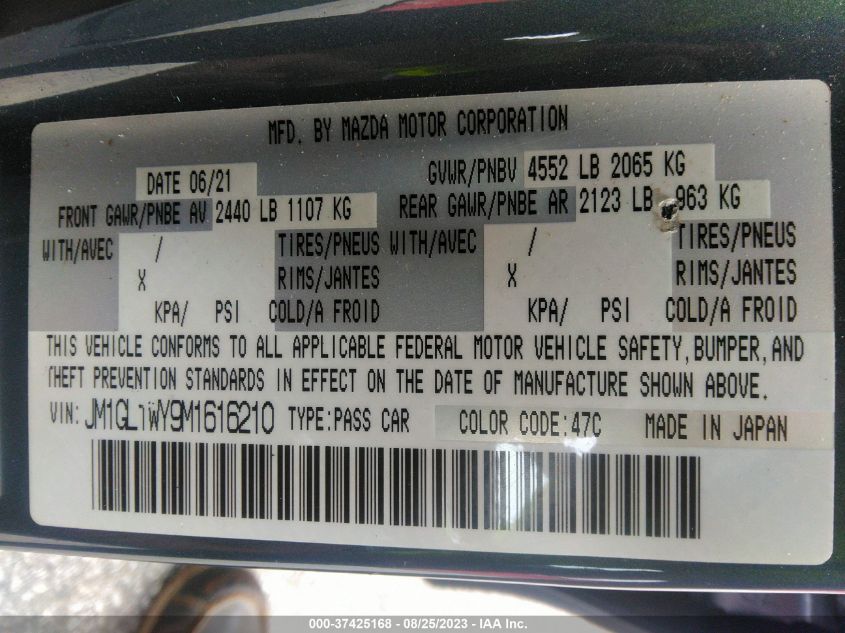 MFD. BY MAZDA MOTOR CORPORATION
DATE 06/21 GVWR/PNBV 4552 LB 2065 KG
FRONT GAWR/PNBE AV 2440 LB 1107 KG REAR GAWR/PNBE AR 2123 LB 963 KG
WITH/AVEC / TIRES/PNEUS WITH/AVEC / TIRES/PNEUS
X RIMS/JANTES X RIMS/JANTES
KPA/ PSI COLD/A FROID KPA/ PSI COLD/A FROID
THIS VEHICLE CONFORMS TO ALL APPLICABLE FEDERAL MOTOR VEHICLE SAFETY, BUMPER, AND
THEFT PREVENTION STANDARDS IN EFFECT ON THE DATE OF MANUFACTURE SHOWN ABOVE.
VIN: JM1GL1WY9M1616210 TYPE: PASS CAR COLOR CODE: 47C MADE IN JAPAN
000-37425168 - 08/25/2023 - IAA Inc.